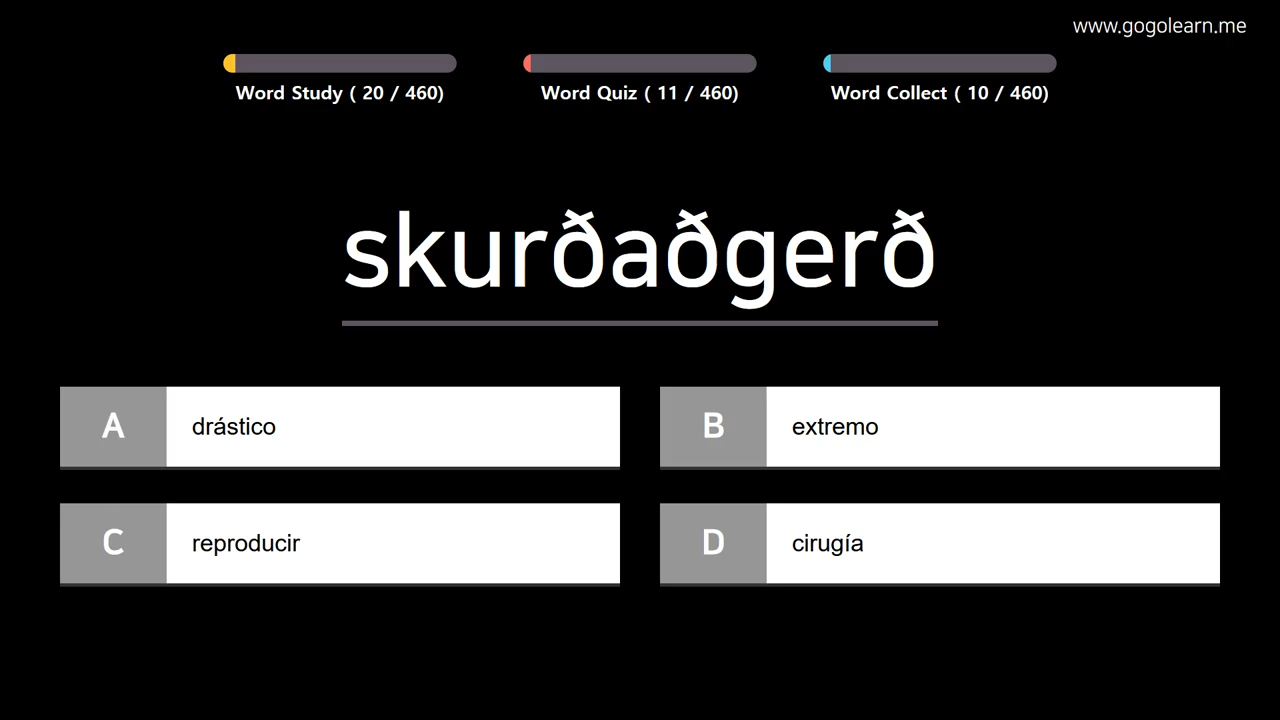 www.gogolearn.me
Word Study ( 20 / 460)
Word Quiz ( 11 / 460)
Word Collect ( 10 / 460)
skurðaðgerð
A drástico
B extremo
C reproducir
D cirugía